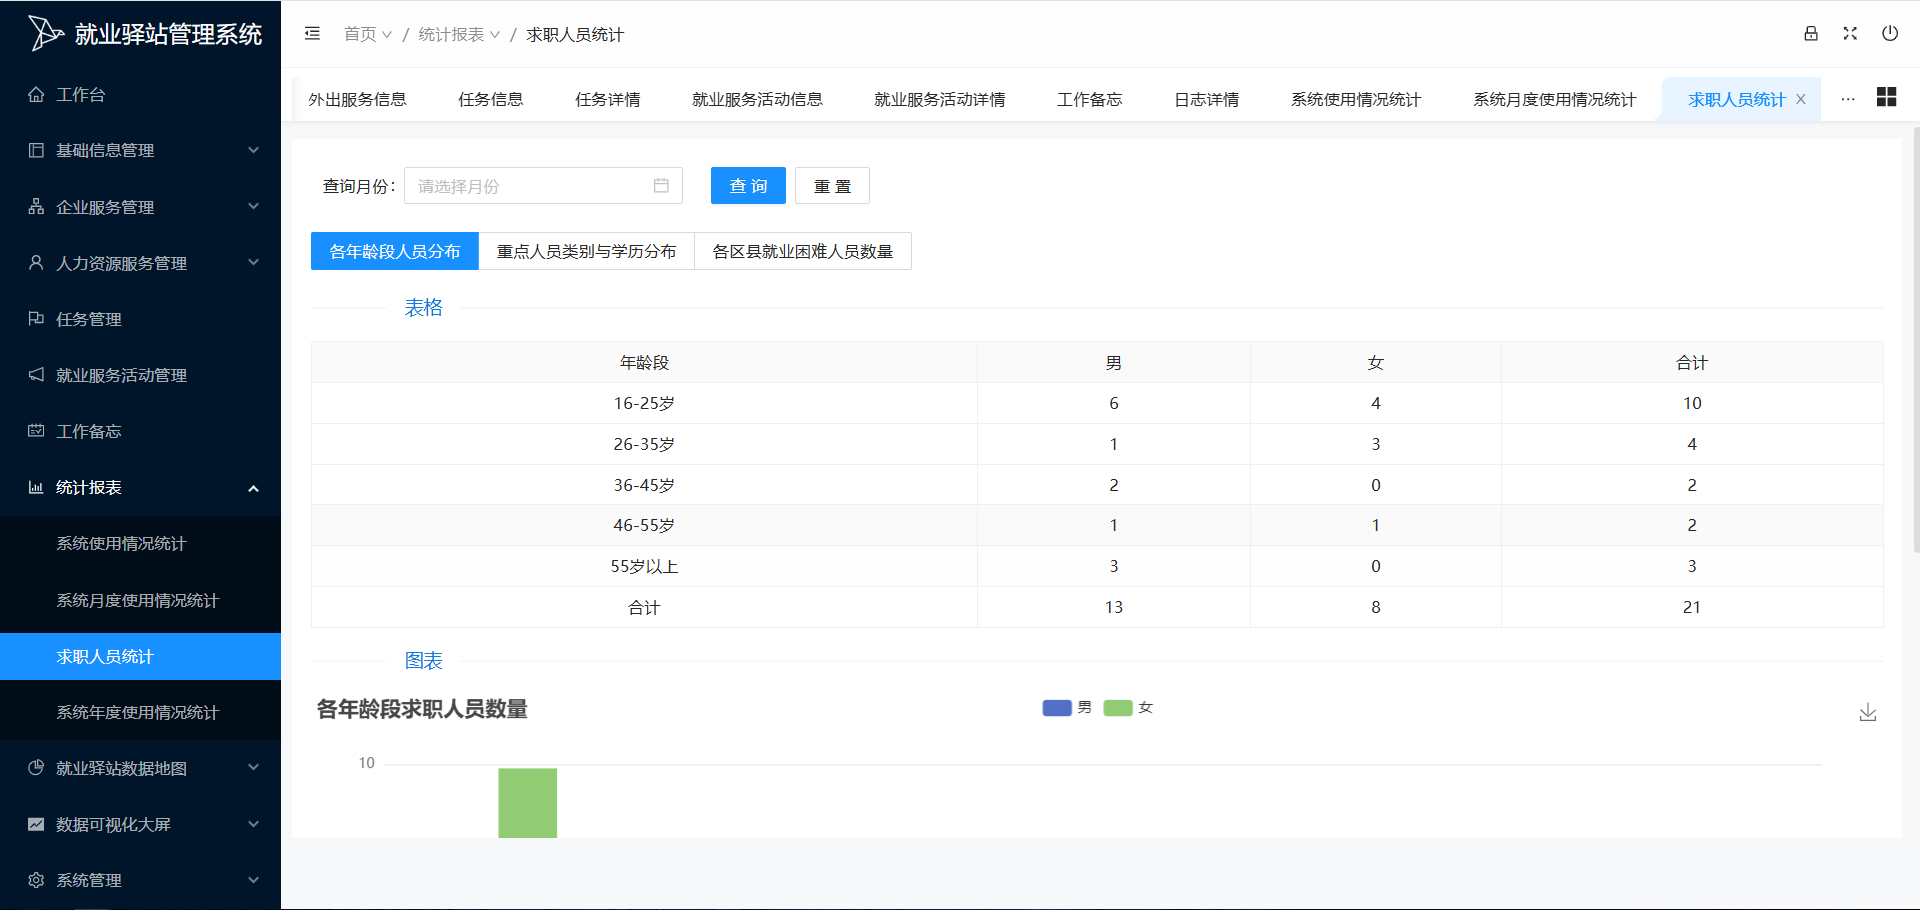 就业驿站管理系统
首页 / 统计报表 / 求职人员统计
工作台
基础信息管理
企业服务管理
人力资源服务管理
任务管理
就业服务活动管理
工作备忘
统计报表
系统使用情况统计
系统月度使用情况统计
求职人员统计
系统年度使用情况统计
就业驿站数据地图
数据可视化大屏
系统管理
外出服务信息 任务信息 任务详情 就业服务活动信息 就业服务活动详情 工作备忘 日志详情 系统使用情况统计 系统月度使用情况统计 求职人员统计 X ...
查询月份： 请选择月份 查 询 重 置
各年龄段人员分布 重点人员类别与学历分布 各区县就业困难人员数量
表格
年龄段 男 女 合计
16-25岁 6 4 10
26-35岁 1 3 4
36-45岁 2 0 2
46-55岁 1 1 2
55岁以上 3 0 3
合计 13 8 21
图表
各年龄段求职人员数量 男 女
10